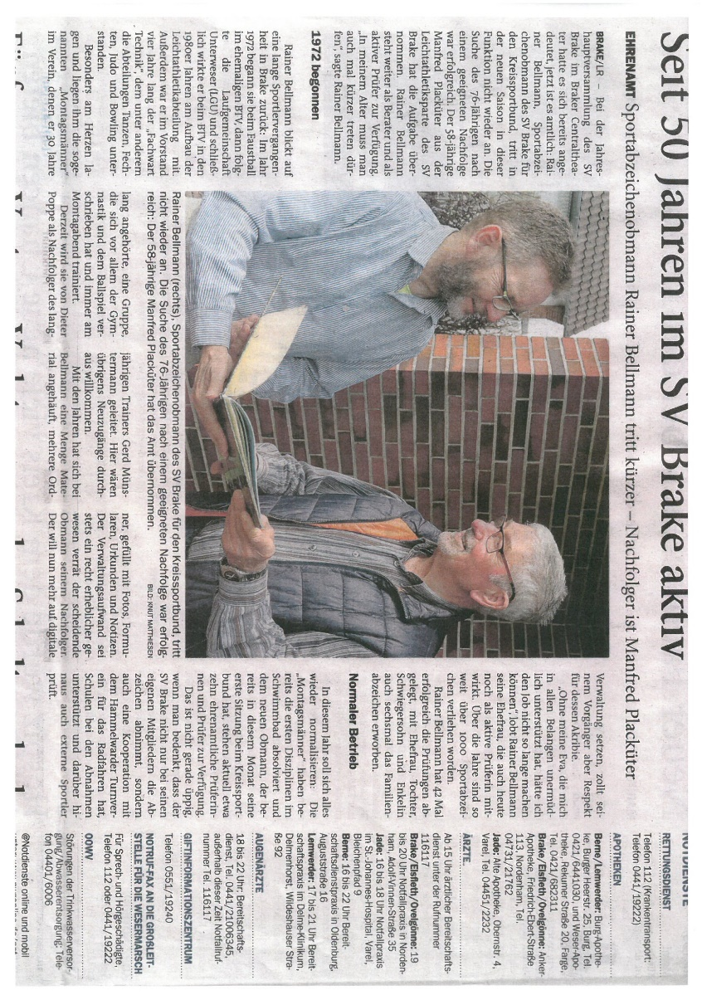 Seit 50 Jahren im SV Brake aktiv
EHRENAMT Sportabzeichenobmann Rainer Bellmann tritt kürzer – Nachfolger ist Manfred Placküter
BRAKE/LR – Bei der Jahres-
hauptversammlung des SV
Brake im Braker Centralthea-
ter hatte es sich bereits ange-
deutet, jetzt ist es amtlich: Rai-
ner Bellmann, Sportabzei-
chenobmann des SV Brake für
den Kreissportbund, tritt in
der neuen Saison in dieser
Funktion nicht wieder an. Die
Suche des 76-Jährigen nach
einem geeigneten Nachfolge
war erfolgreich. Der 58-jährige
Manfred Placküter aus der
Leichtathletiksparte des SV
Brake hat die Aufgabe über-
nommen. Rainer Bellmann
steht weiter als Berater und als
aktiver Prüfer zur Verfügung.
„In meinem Alter muss man
auch mal kürzer treten dür-
fen“, sagte Rainer Bellmann.
1972 begonnen
Rainer Bellmann blickt auf
eine lange Sportlervergangen-
heit in Brake zurück: Im Jahr
1972 begann sie beim Faustball
im ehemaligen BTV, dann folg-
te die Laufgemeinschaft
Unterweser (LGU) und schließ-
lich wirkte er beim BTV in den
1980er Jahren am Aufbau der
Leichtathletikabteilung mit.
Außerdem war er im Vorstand
vier Jahre lang der „Fachwart
Technik“, dem unter anderem
die Abteilungen Tanzen, Fech-
ten, Judo und Bowling unter-
standen.
Besonders am Herzen la-
gen und liegen ihm die soge-
nannten „Montagsmänner“
im Verein, denen er 30 Jahre
Rainer Bellmann (rechts), Sportabzeichenobmann des SV Brake für den Kreissportbund, tritt
nicht wieder an. Die Suche des 76-Jährigen nach einem geeigneten Nachfolge war erfolg-
reich: Der 58-jährige Manfred Placküter hat das Amt übernommen.
BILD: KNUT MATTHIESEN
lang angehörte, eine Gruppe,
die sich vor allem der Gym-
nastik und dem Ballspiel ver-
schrieben hat und immer am
Montagabend trainiert.
Derzeit wird sie von Dieter
Poppe als Nachfolger des lang-
jährigen Trainers Gerd Müns-
termann geleitet. Hier wären
übrigens Neuzugänge durch-
aus willkommen.
Mit den Jahren hat sich bei
Bellmann eine Menge Mate-
rial angehäuft, mehrere Ord-
ner, gefüllt mit Fotos, Formu-
laren, Urkunden und Notizen.
Der Verwaltungsaufwand sei
stets ein recht erheblicher ge-
wesen verrät der scheidende
Obmann seinem Nachfolger.
Der will nun mehr auf digitale
Verwaltung setzen, zollt sei-
nem Vorgänger aber Respekt
für dessen Akribie.
„Ohne meine Eva, die mich
in allen Belangen unermüd-
lich unterstützt hat, hätte ich
den Job nicht so lange machen
können“, lobt Rainer Bellmann
seine Ehefrau, die auch heute
noch als aktive Prüferin mit-
wirkt. Über die Jahre sind so
weit über 1000 Sportabzei-
chen verliehen worden.
Rainer Bellmann hat 42 Mal
erfolgreich die Prüfungen ab-
gelegt, mit Ehefrau, Tochter,
Schwiegersohn und Enkelin
auch sechsmal das Familien-
abzeichen erworben.
Normaler Betrieb
In diesem Jahr soll sich alles
wieder normalisieren: Die
„Montagsmänner“ haben be-
reits die ersten Disziplinen im
Schwimmbad absolviert und
dem neuen Obmann, der be-
reits in diesem Monat seine
erste Sitzung beim Kreissport-
bund hat, stehen aktuell etwa
zehn ehrenamtliche Prüferin-
nen und Prüfer zur Verfügung.
Das ist nicht gerade üppig,
wenn man bedenkt, dass der
SV Brake nicht nur bei seinen
eigenen Mitgliedern die Ab-
zeichen abnimmt, sondern
auch eine Kooperation mit
dem Hammelwarder Turnver-
ein für das Radfahren hat,
Schulen bei den Abnahmen
unterstützt und darüber hi-
naus auch externe Sportler
prüft.
NOTDIENSTE
RETTUNGSDIENST
Telefon 112 (Krankentransport:
Telefon 0441/19222)
APOTHEKEN
Berne/Lemwerder: Burg-Apothe-
ke, Burger Heerstr. 25, Burg, Tel.
0421/6441030, und Weser-Apo-
theke, Rekumer Straße 20, Farge,
Tel. 0421/682311
Brake/Elsfleth/Ovelgönne: Anker-
Apotheke, Friedrich-Ebert-Straße
113, Nordenham, Tel.
04731/21762
Jade: Alte Apotheke, Obernstr. 4,
Varel, Tel. 04451/2232
ÄRZTE
Ab 15 Uhr ärztlicher Bereitschafts-
dienst unter der Rufnummer
116117
Brake/Elsfleth/Ovelgönne: 19
bis 20 Uhr Notfallpraxis in Norden-
ham, Adolf-Vinnen-Straße 35
Jade: 16 bis 18 Uhr Notfallpraxis
im St.-Johannes-Hospital, Varel,
Bleichenpfad 9
Berne: 16 bis 22 Uhr Bereit-
schaftsdienstpraxis in Oldenburg,
Auguststraße 16
Lemwerder: 17 bis 21 Uhr Bereit-
schaftspraxis im Delme-Klinikum,
Delmenhorst, Wildeshauser Stra-
ße 92
AUGENÄRZTE
18 bis 22 Uhr: Bereitschafts-
dienst, Tel. 0441/21006345,
außerhalb dieser Zeit Notfallruf-
nummer Tel. 116117
GIFTINFORMATIONSZENTRUM
Telefon 0551/19240
NOTRUF-FAX AN DIE GROSSLEIT-
STELLE FÜR DIE WESERMARSCH
Für Sprech- und Hörgeschädigte,
Telefon 112 oder 0441/19222
OOWV
Störungen der Trinkwasserversor-
gung/Abwasserentsorgung: Tele-
fon 04401/6006
@Notdienste online und mobil